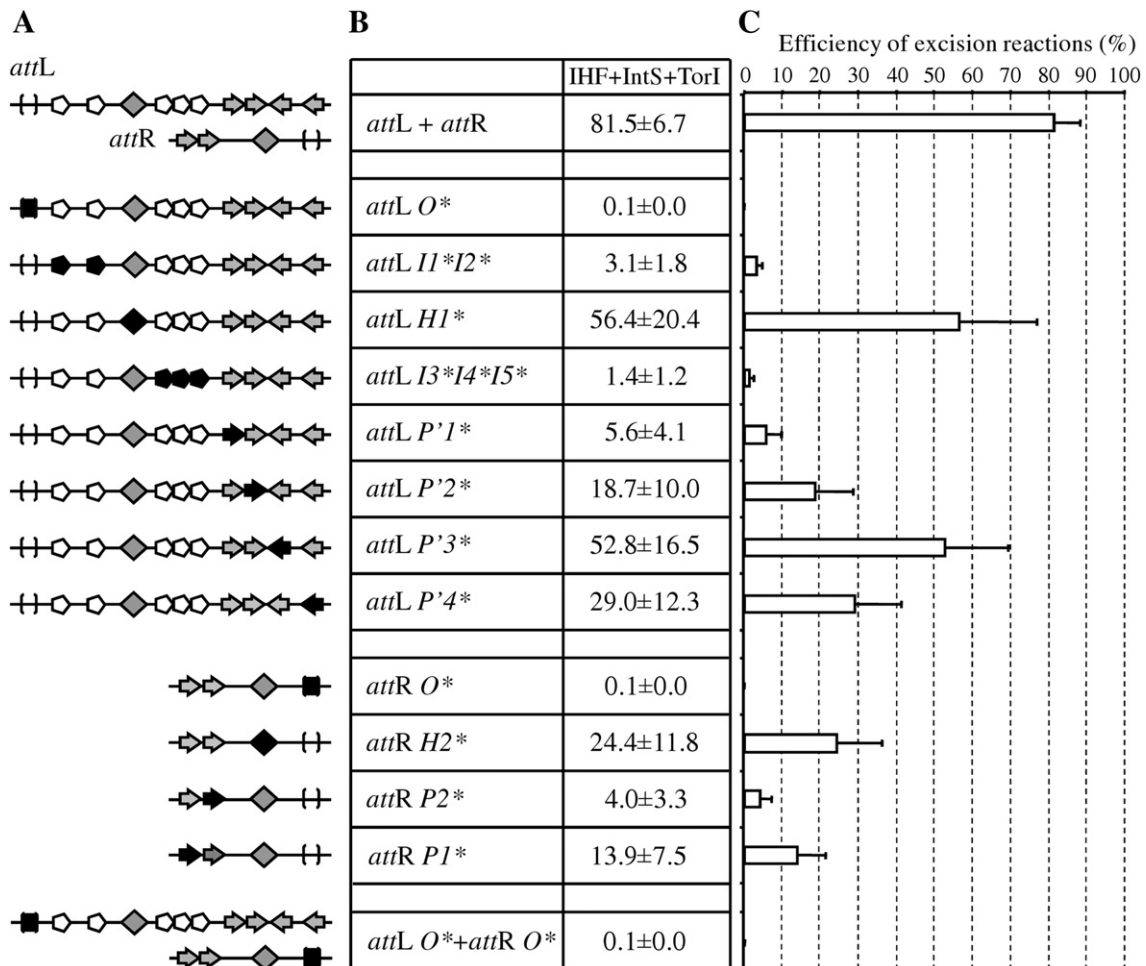 A B C
Efficiency of excision reactions (%)
attL
IHF+IntS+TorI
0 10 20 30 40 50 60 70 80 90 100
attL + attR 81.5±6.7
attR
attL O* 0.1±0.0
attL I1*I2* 3.1±1.8
attL H1* 56.4±20.4
attL I3*I4*I5* 1.4±1.2
attL P'1* 5.6±4.1
attL P'2* 18.7±10.0
attL P'3* 52.8±16.5
attL P'4* 29.0±12.3
attR O* 0.1±0.0
attR H2* 24.4±11.8
attR P2* 4.0±3.3
attR P1* 13.9±7.5
attL O*+attR O* 0.1±0.0